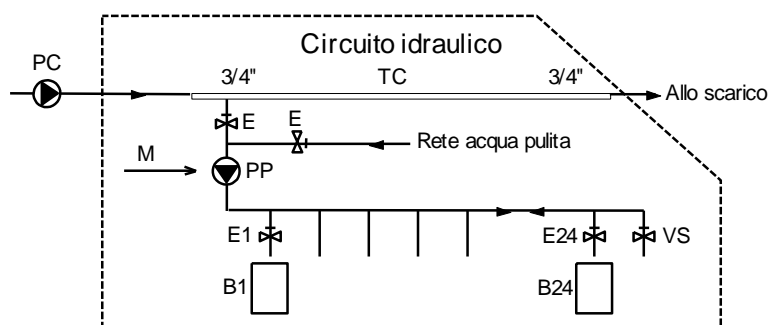 Circuito idraulico
PC
3/4"
TC
3/4"
Allo scarico
E
E
Rete acqua pulita
M
PP
E1
E24
VS
B1
B24